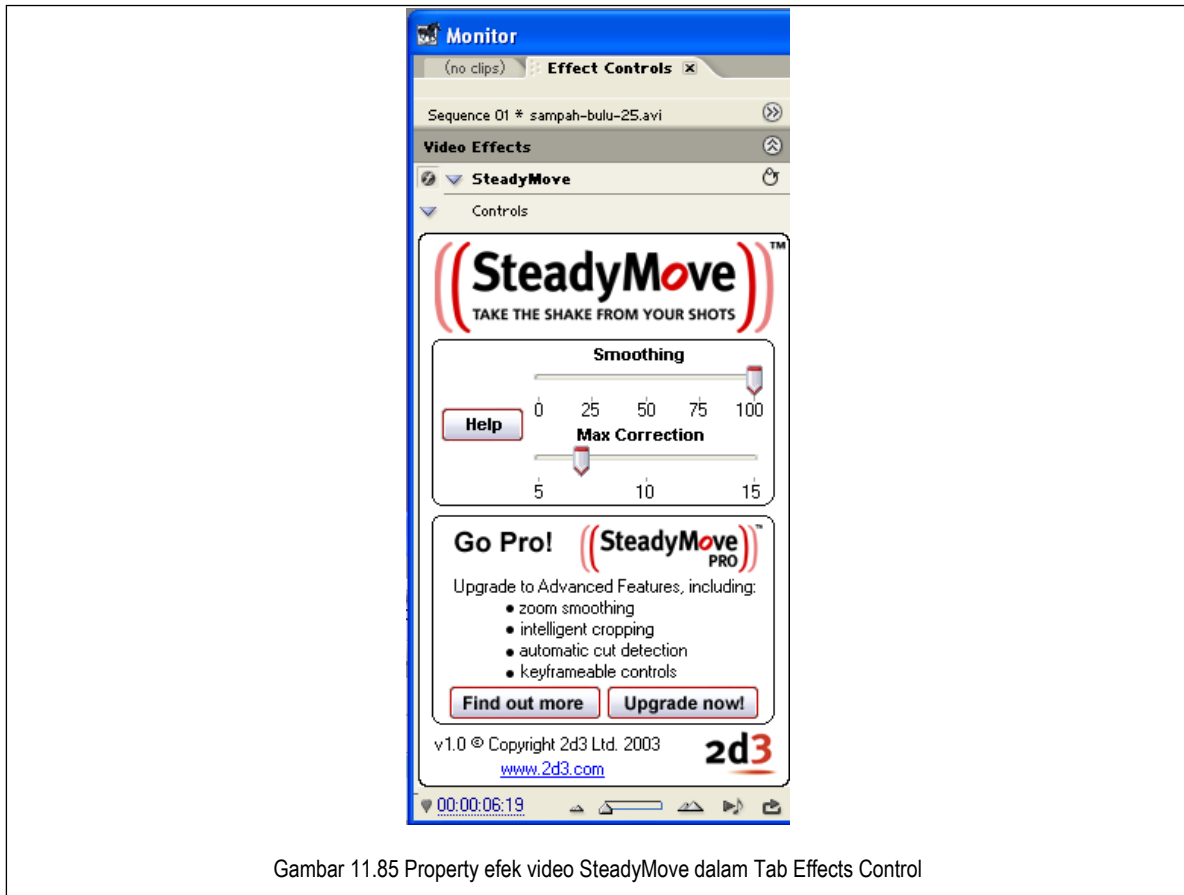 Monitor
(no clips) Effect Controls
Sequence 01 * sampah-bulu-25.avi
Video Effects
SteadyMove
Controls
SteadyMove™
TAKE THE SHAKE FROM YOUR SHOTS
Smoothing
0 25 50 75 100
Help
Max Correction
5 10 15
Go Pro! SteadyMove™
PRO
Upgrade to Advanced Features, including:
• zoom smoothing
• intelligent cropping
• automatic cut detection
• keyframeable controls
Find out more Upgrade now!
v1.0 © Copyright 2d3 Ltd. 2003 2d3
www.2d3.com
00:00:06:19
Gambar 11.85 Property efek video SteadyMove dalam Tab Effects Control